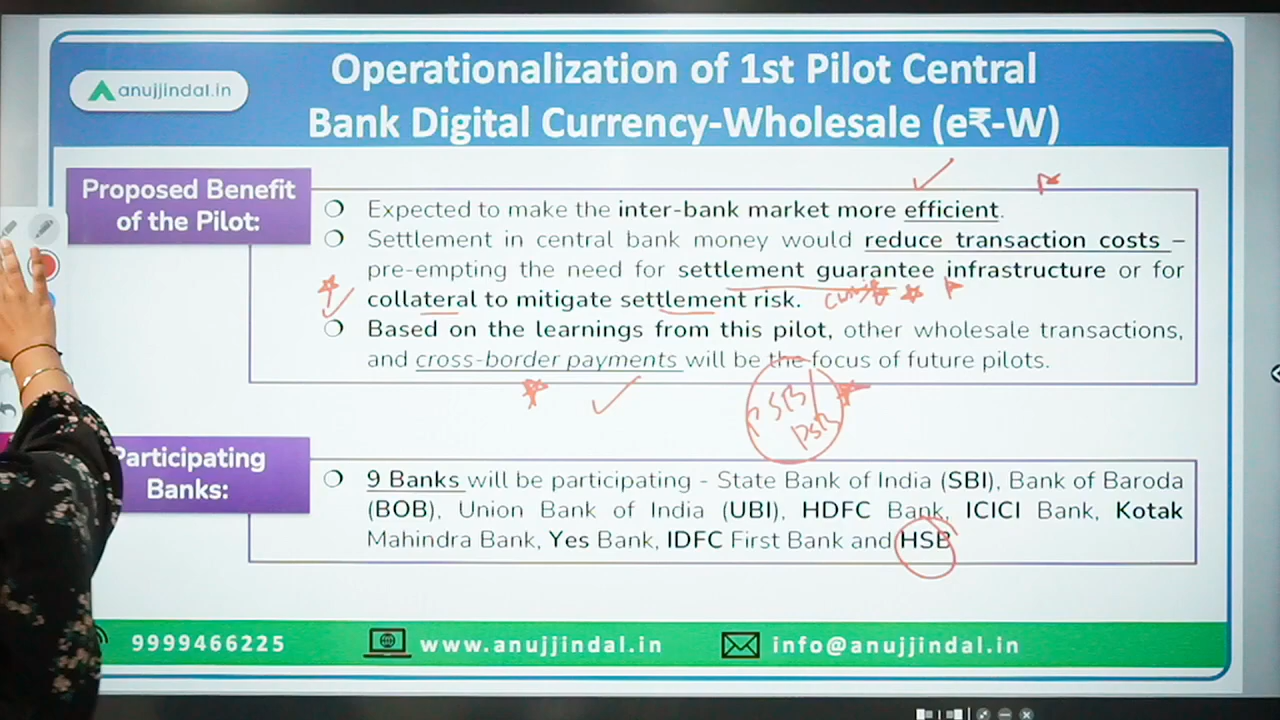 Operationalization of 1st Pilot Central
Bank Digital Currency-Wholesale (e₹-W)
anujjindal.in
Proposed Benefit
of the Pilot:
Expected to make the inter-bank market more efficient.
Settlement in central bank money would reduce transaction costs –
pre-empting the need for settlement guarantee infrastructure or for
collateral to mitigate settlement risk.
Based on the learnings from this pilot, other wholesale transactions,
and cross-border payments will be the focus of future pilots.
PSB/
PSB
Participating
Banks:
9 Banks will be participating - State Bank of India (SBI), Bank of Baroda
(BOB), Union Bank of India (UBI), HDFC Bank, ICICI Bank, Kotak
Mahindra Bank, Yes Bank, IDFC First Bank and HSB
9999466225
www.anujjindal.in
info@anujjindal.in